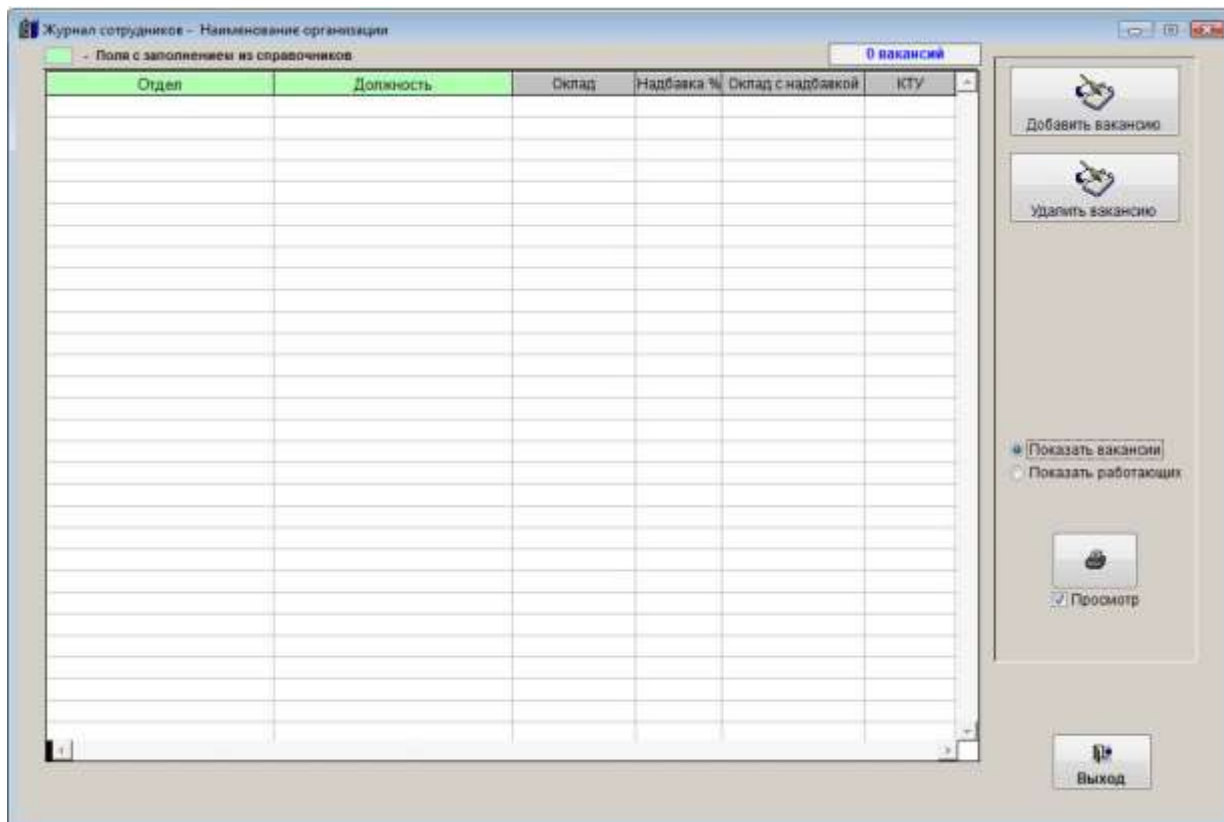 Журнал сотрудников - Наименование организации
- Поля с заполнением из справочников
0 вакансий
Отдел Должность Оклад Надбавка % Оклад с надбавкой КТУ
Добавить вакансию
Удалить вакансию
Показать вакансии
Показать работающих
Просмотр
Выход